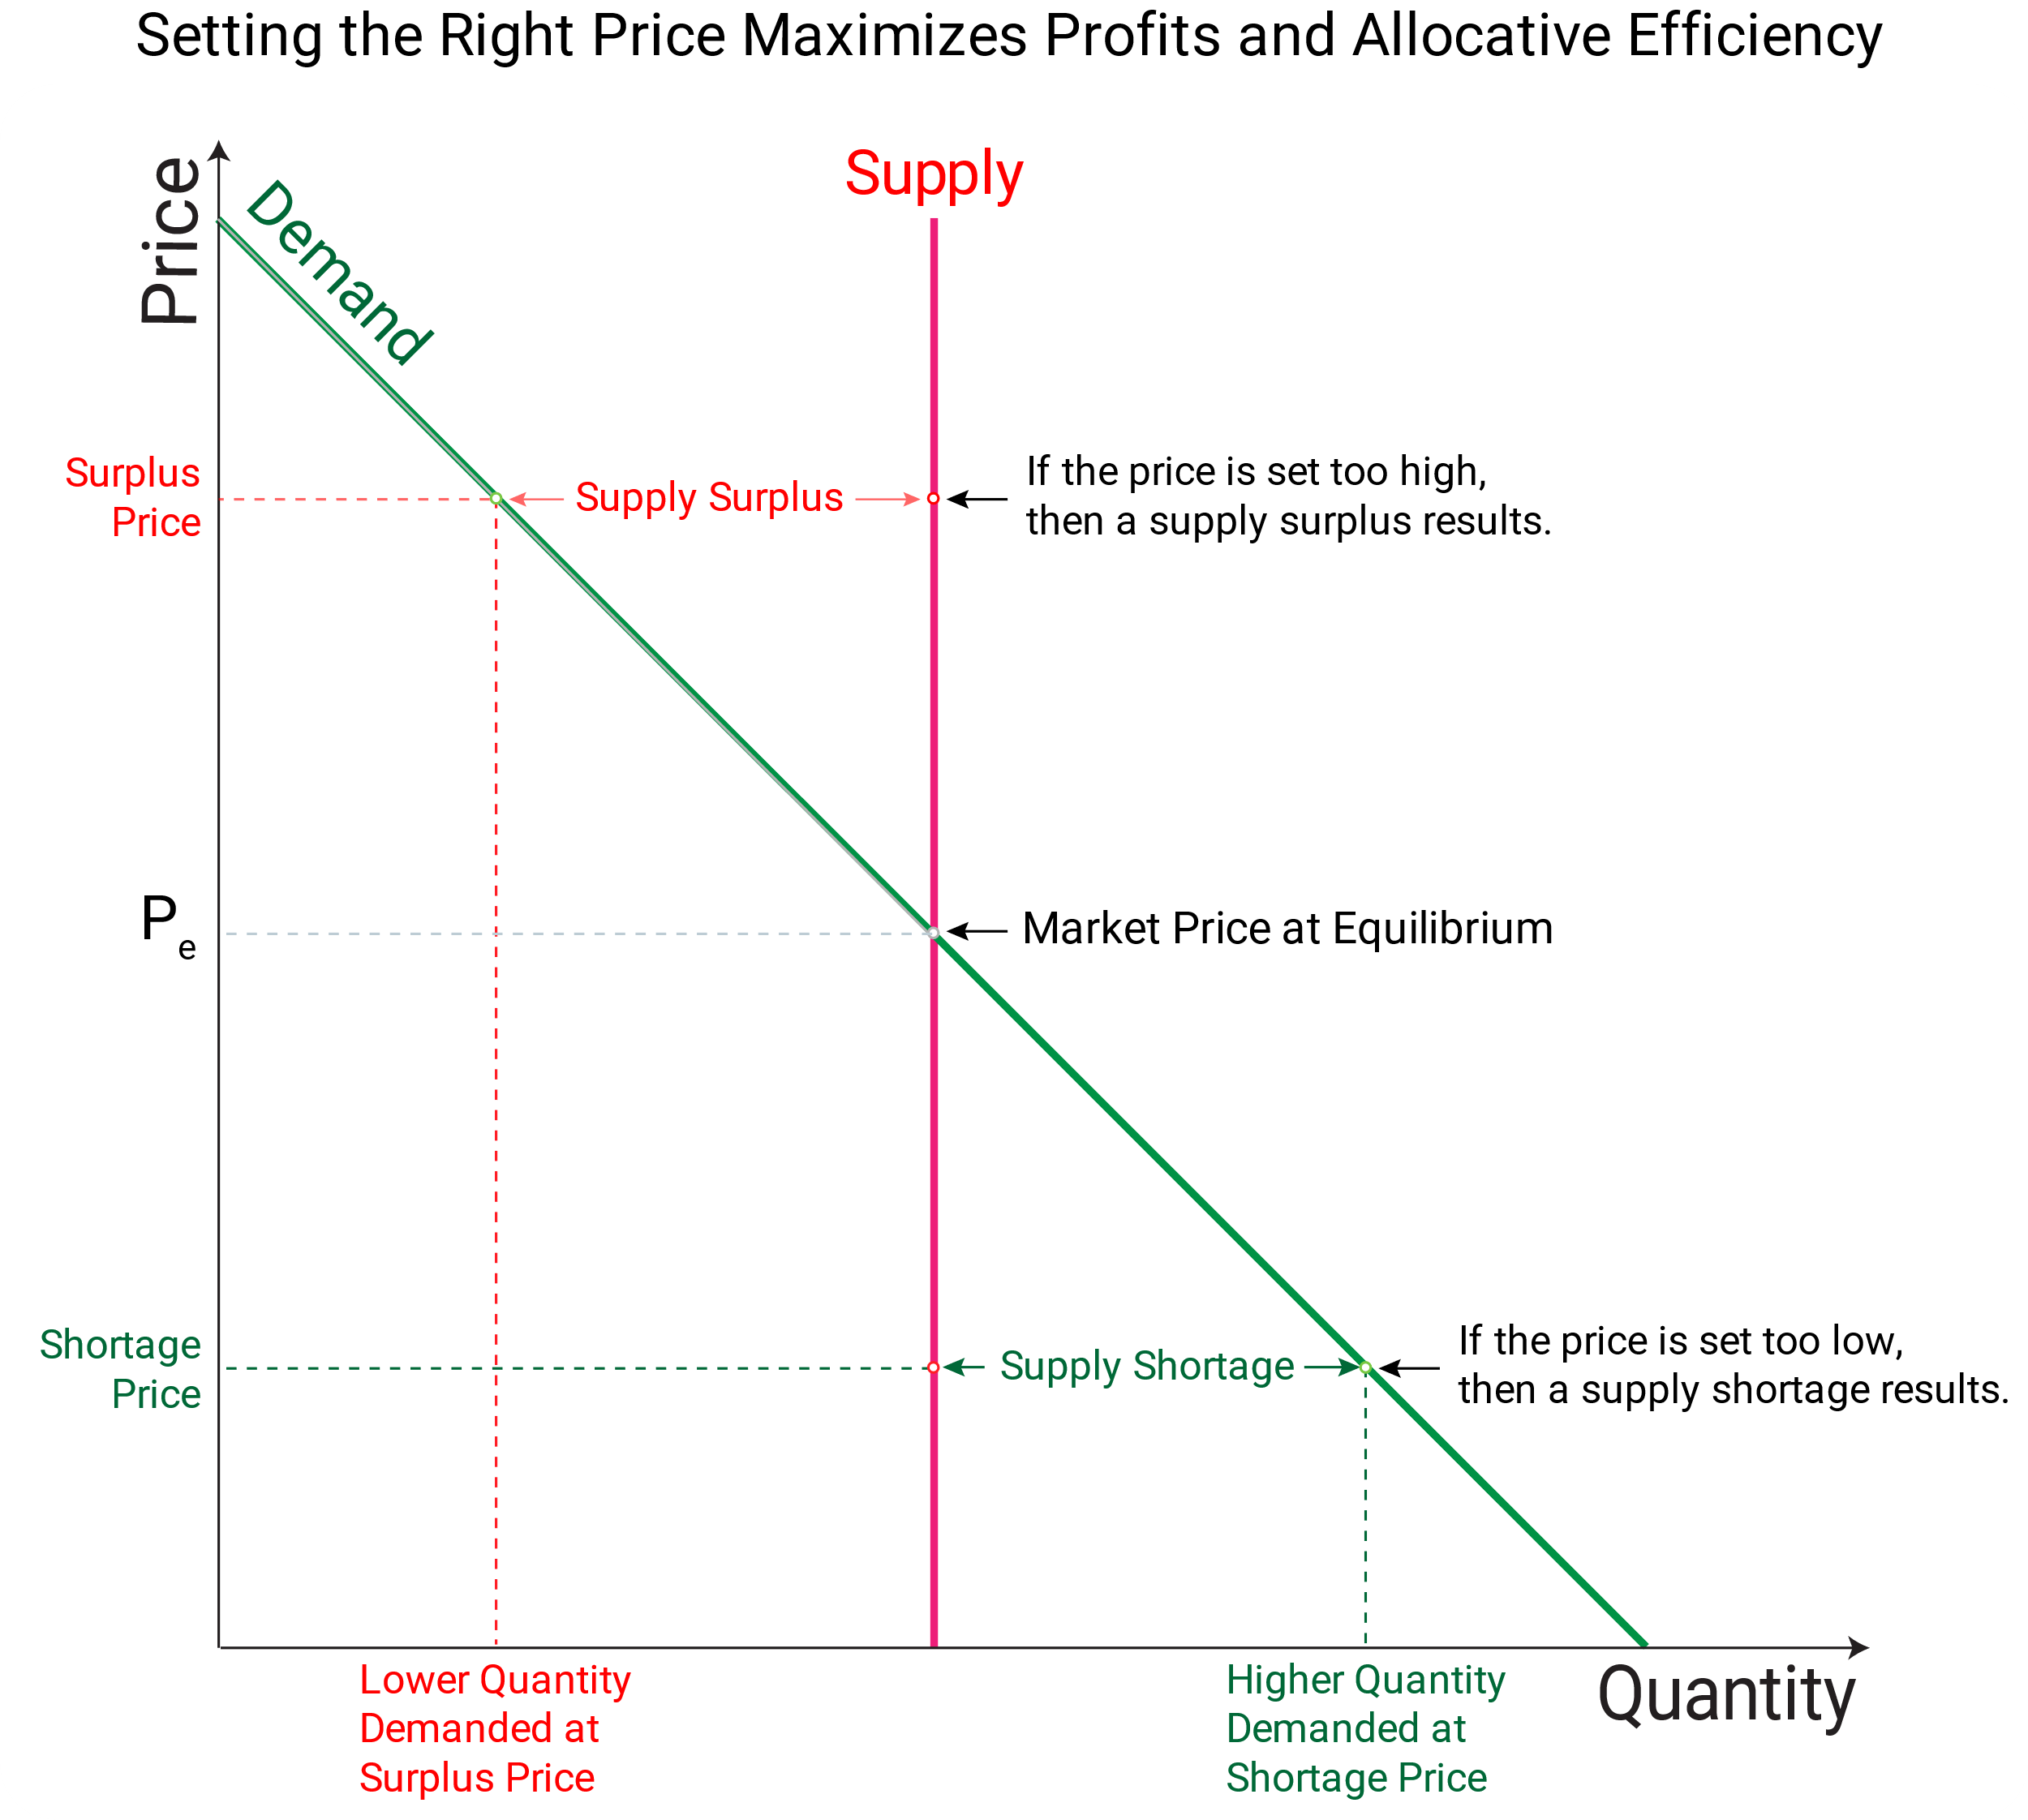 Setting the Right Price Maximizes Profits and Allocative Efficiency
Price
Demand
Supply
Surplus
Price
Supply Surplus
If the price is set too high,
then a supply surplus results.
Pe
Market Price at Equilibrium
Shortage
Price
Supply Shortage
If the price is set too low,
then a supply shortage results.
Lower Quantity
Demanded at
Surplus Price
Higher Quantity
Demanded at
Shortage Price
Quantity